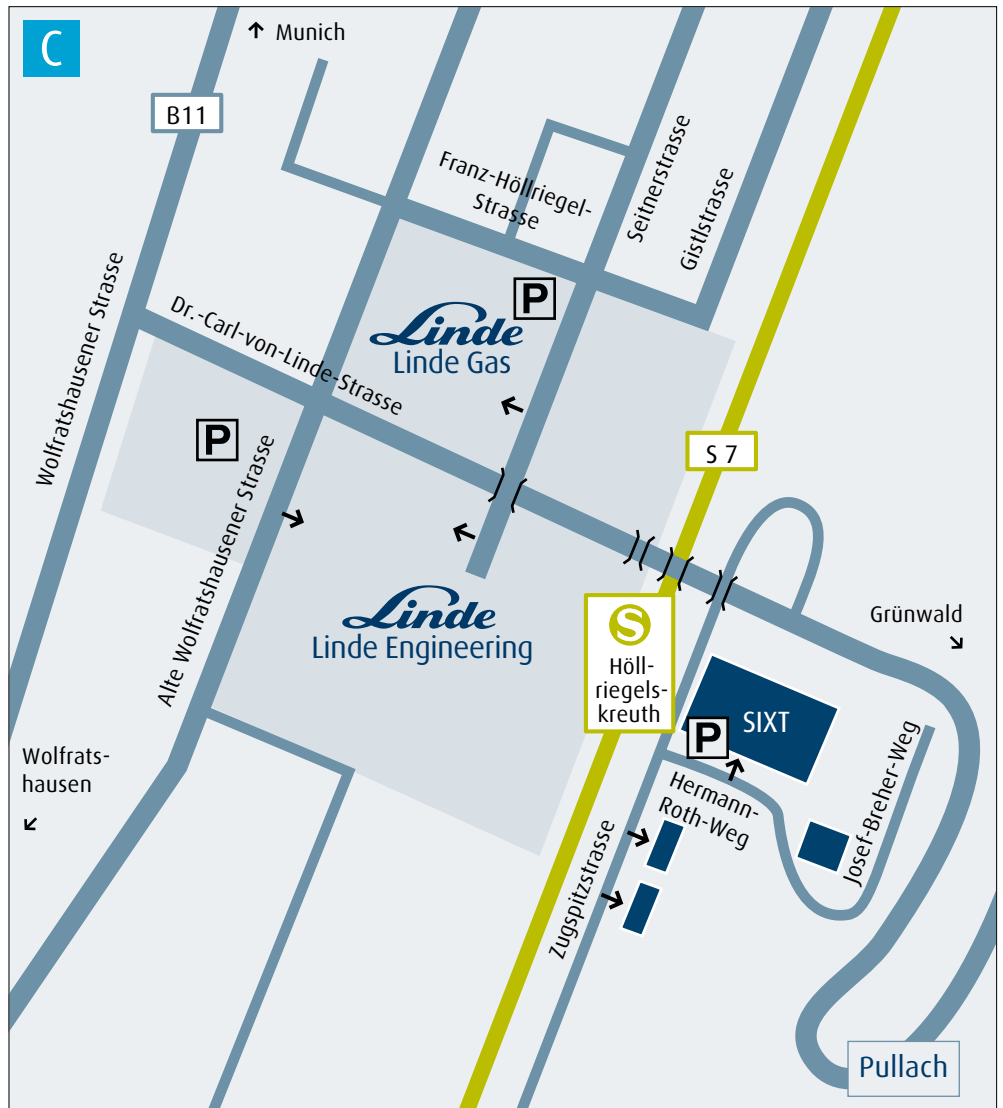 C
↑ Munich
B11
Franz-Höllriegel-
Strasse
Seitnerstrasse
Gistlstrasse
Wolfratshausener Strasse
Dr.-Carl-von-Linde-Strasse
P
Linde
Linde Gas
P
Alte Wolfratshausener Strasse
S 7
Linde
Linde Engineering
S
Höll-
riegels-
kreuth
Grünwald
SIXT
P
Wolfrats-
hausen
Hermann-
Roth-Weg
Josef-Breher-Weg
Zugspitzstrasse
Pullach